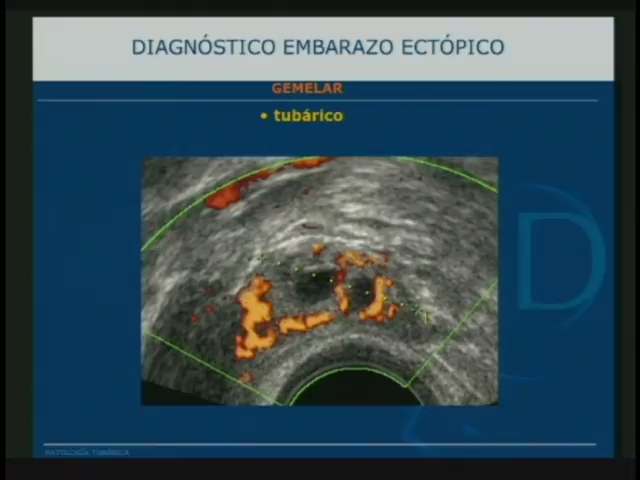 DIAGNÓSTICO EMBARAZO ECTÓPICO
GEMELAR
• tubárico
D
PATOLOGÍA TUBÁRICA